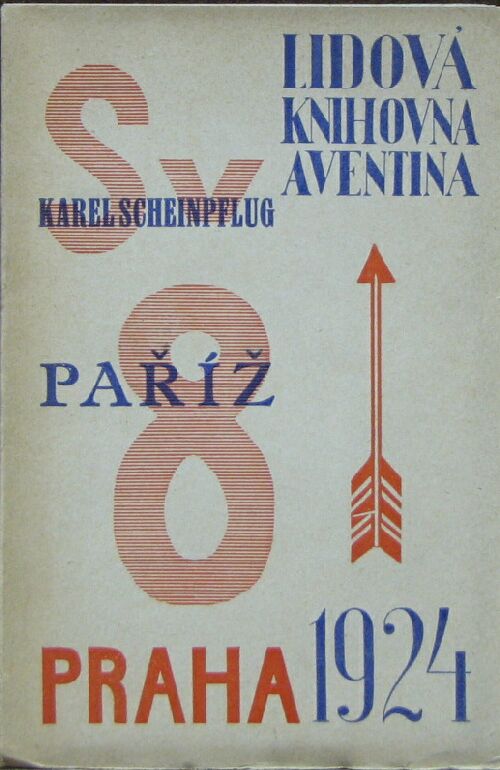 LIDOVÁ
KNIHOVNA
AVENTINA
Sv
KAREL SCHEINPFLUG
8
PAŘÍŽ
PRAHA 1924